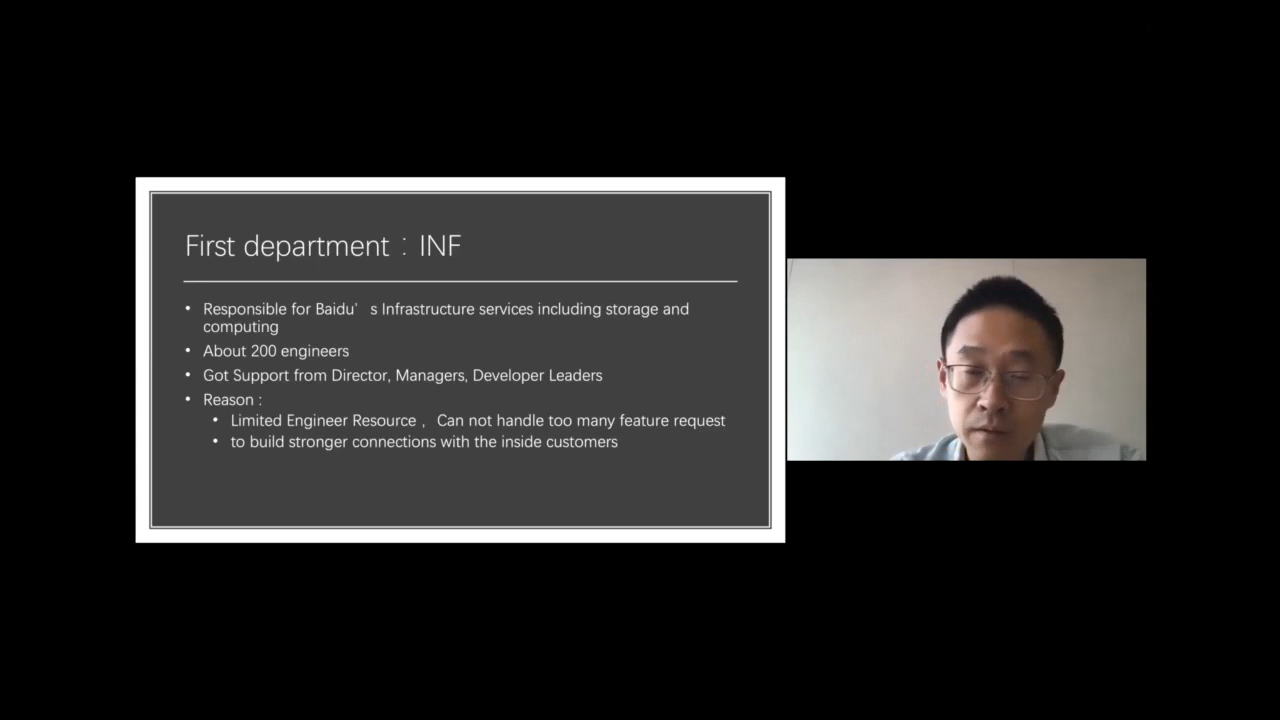 First department：INF
• Responsible for Baidu’ s Infrastructure services including storage and
computing
• About 200 engineers
• Got Support from Director, Managers, Developer Leaders
• Reason :
• Limited Engineer Resource， Can not handle too many feature request
• to build stronger connections with the inside customers